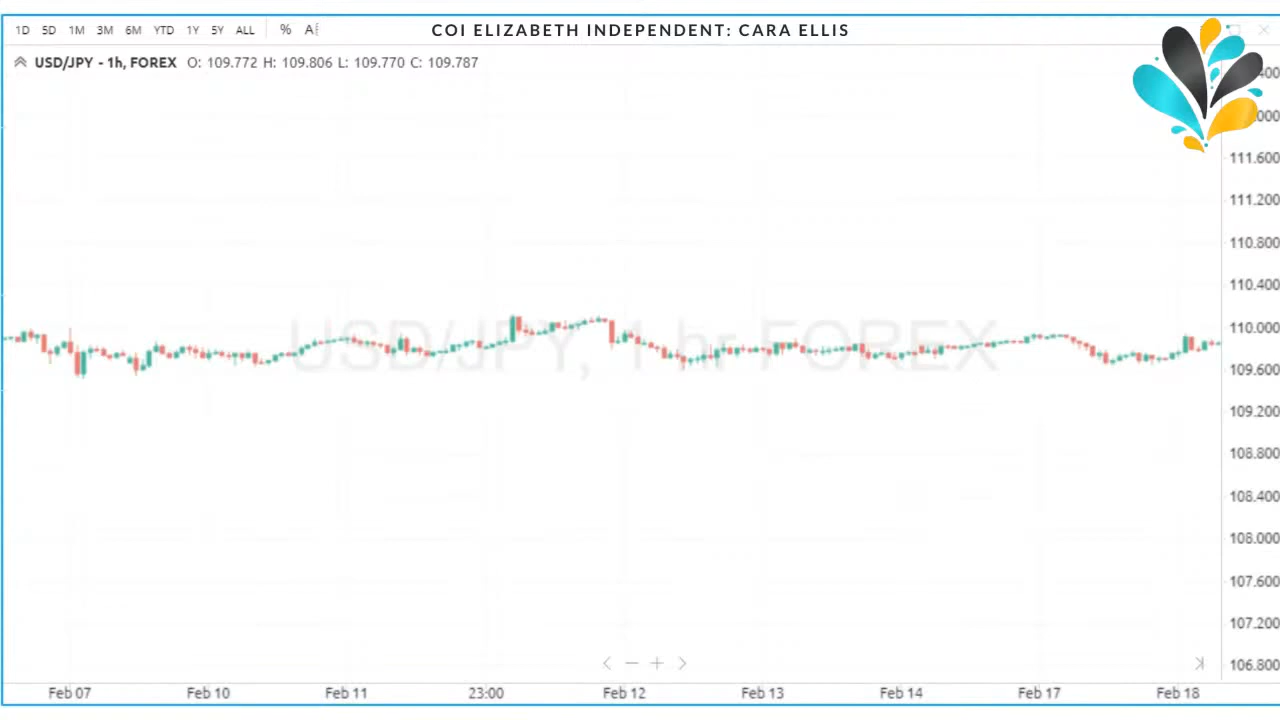 1D 5D 1M 3M 6M YTD 1Y 5Y ALL %
COI ELIZABETH INDEPENDENT: CARA ELLIS
USD/JPY - 1h, FOREX O: 109.772 H: 109.806 L: 109.770 C: 109.787
111.600
111.200
110.800
110.400
110.000
USD/JPY, 1 hr FOREX
109.600
109.200
108.800
108.400
108.000
107.600
107.200
106.800
Feb 07 Feb 10 Feb 11 23:00 Feb 12 Feb 13 Feb 14 Feb 17 Feb 18